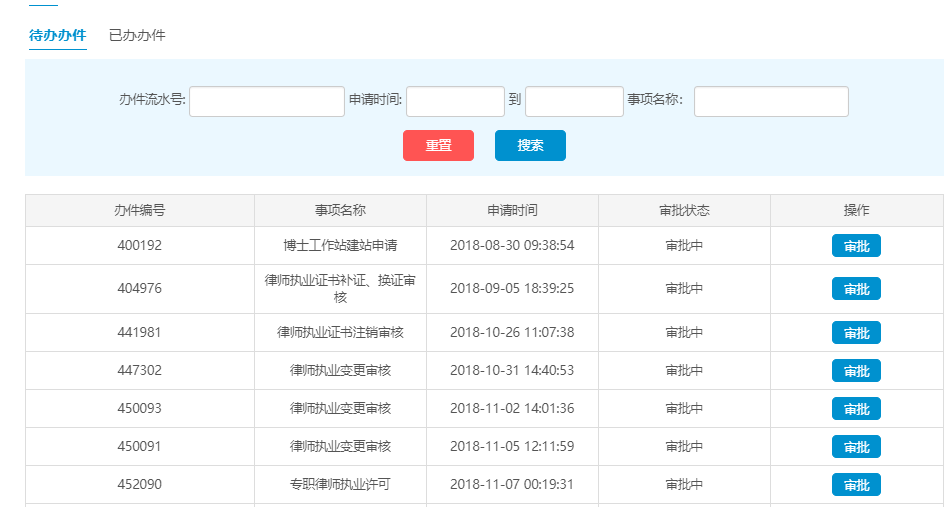 待办办件 已办办件
办件流水号: 申请时间: 到 事项名称:
重置 搜索
办件编号 事项名称 申请时间 审批状态 操作
400192 博士工作站建站申请 2018-08-30 09:38:54 审批中 审批
404976 律师执业证书补证、换证审
核 2018-09-05 18:39:25 审批中 审批
441981 律师执业证书注销审核 2018-10-26 11:07:38 审批中 审批
447302 律师执业变更审核 2018-10-31 14:40:53 审批中 审批
450093 律师执业变更审核 2018-11-02 14:01:36 审批中 审批
450091 律师执业变更审核 2018-11-05 12:11:59 审批中 审批
452090 专职律师执业许可 2018-11-07 00:19:31 审批中 审批